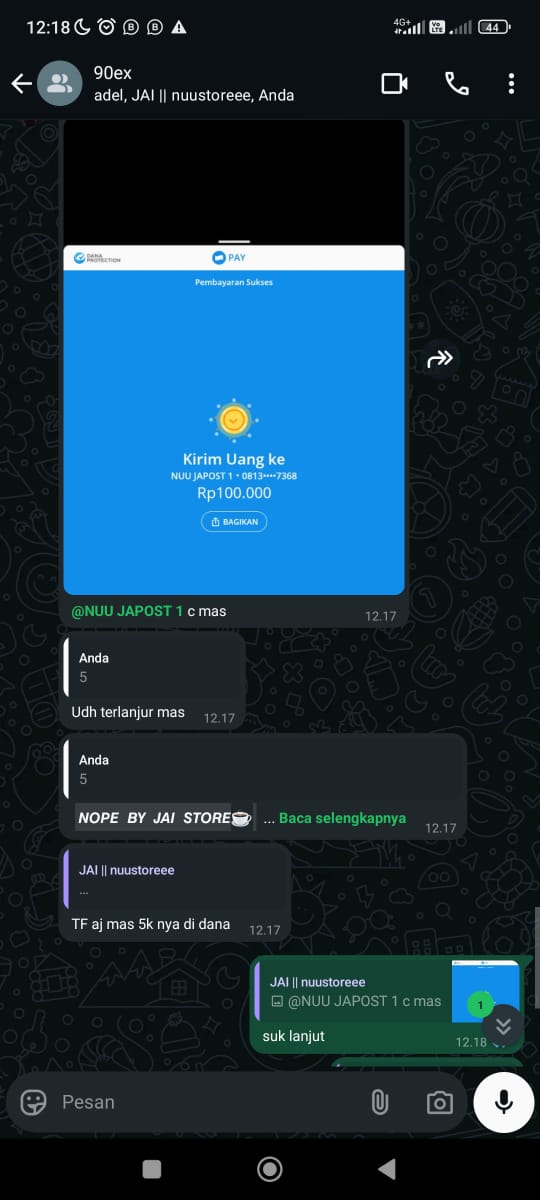 12:18
4G+
Vo LTE
44
90ex
adel, JAI || nuustoreee, Anda
DANA PROTECTION
PAY
Pembayaran Sukses
Kirim Uang ke
NUU JAPOST 1 • 0813••••7368
Rp100.000
BAGIKAN
@NUU JAPOST 1 c mas
12.17
Anda
5
Udh terlanjur mas
12.17
Anda
5
NOPE BY JAI STORE☕ ... Baca selengkapnya
12.17
JAI || nuustoreee
...
TF aj mas 5k nya di dana
12.17
JAI || nuustoreee
@NUU JAPOST 1 c mas
1
suk lanjut
12.18
Pesan